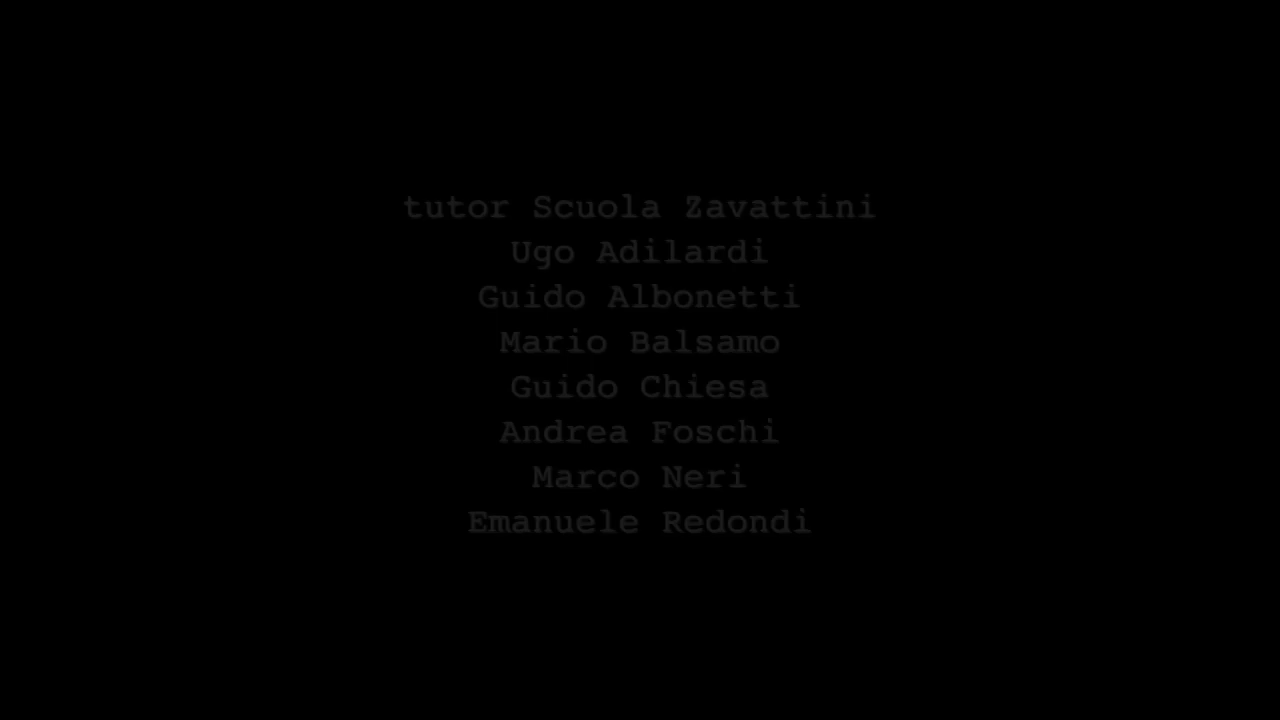 tutor Scuola Zavattini
Ugo Adilardi
Guido Albonetti
Mario Balsamo
Guido Chiesa
Andrea Foschi
Marco Neri
Emanuele Redondi